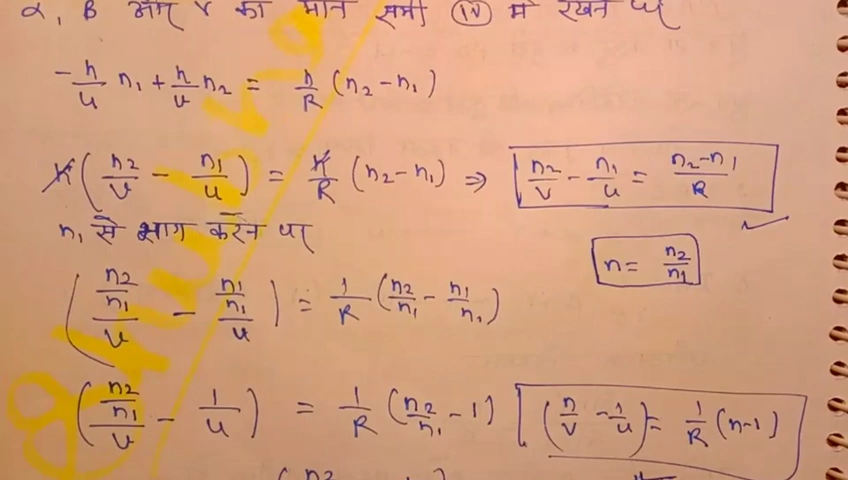 α, β और v का मान समी (iv) में रखने पर
-h/u n₁ + h/v n₂ = h/R (n₂ - n₁)
h(n₂/v - n₁/u) = h/R (n₂ - n₁) ⇒ n₂/v - n₁/u = (n₂ - n₁)/R
n₁ से भाग करने पर
n = n₂/n₁
((n₂/n₁)/v - (n₁/n₁)/u) = 1/R (n₂/n₁ - n₁/n₁)
((n₂/n₁)/v - 1/u) = 1/R (n₂/n₁ - 1) (n/v - 1/u) = 1/R (n-1)